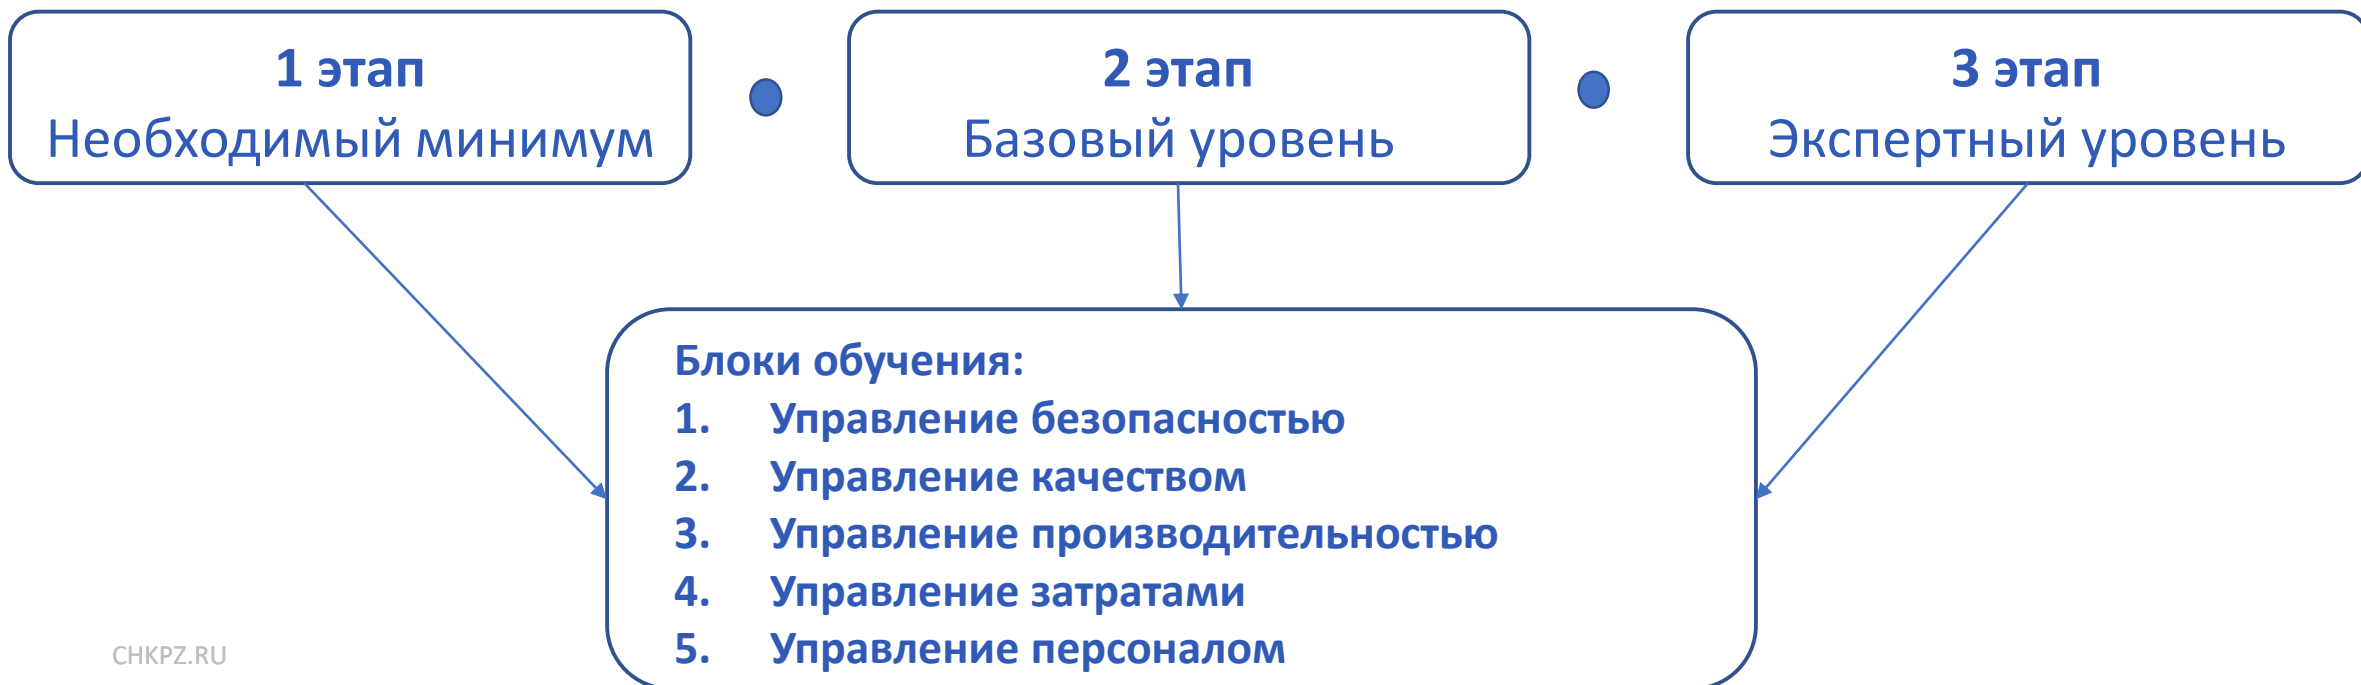 1 этап
Необходимый минимум
2 этап
Базовый уровень
3 этап
Экспертный уровень
Блоки обучения:
1. Управление безопасностью
2. Управление качеством
3. Управление производительностью
4. Управление затратами
5. Управление персоналом
CHKPZ.RU